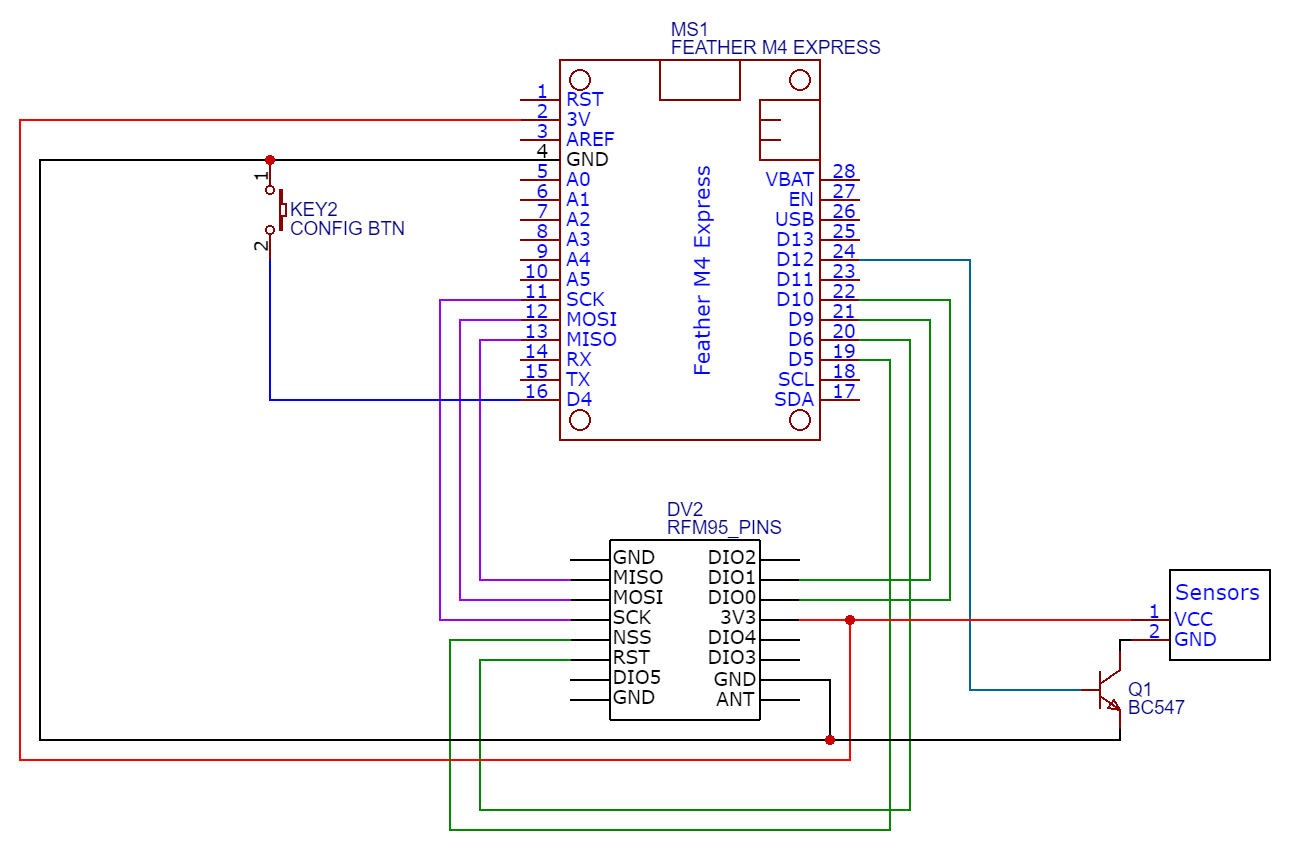 MS1
FEATHER M4 EXPRESS
1 RST
2 3V
3 AREF
4 GND
5 A0
6 A1
7 A2
8 A3
9 A4
10 A5
11 SCK
12 MOSI
13 MISO
14 RX
15 TX
16 D4
Feather M4 Express
VBAT 28
EN 27
USB 26
D13 25
D12 24
D11 23
D10 22
D9 21
D6 20
D5 19
SCL 18
SDA 17
1
KEY2
CONFIG BTN
2
DV2
RFM95_PINS
GND DIO2
MISO DIO1
MOSI DIO0
SCK 3V3
NSS DIO4
RST DIO3
DIO5 GND
GND ANT
Sensors
1 VCC
2 GND
Q1
BC547